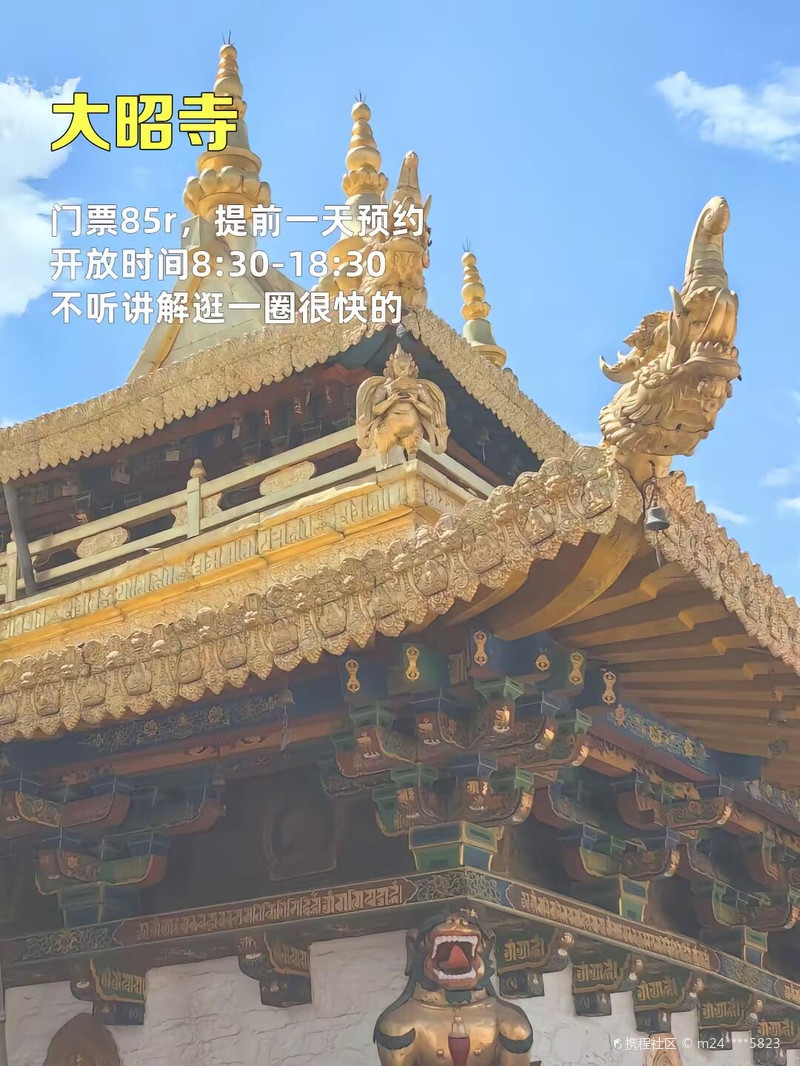 大昭寺
门票85r，提前一天预约
开放时间8:30-18:30
不听讲解逛一圈很快的
携程社区 © m24****5823